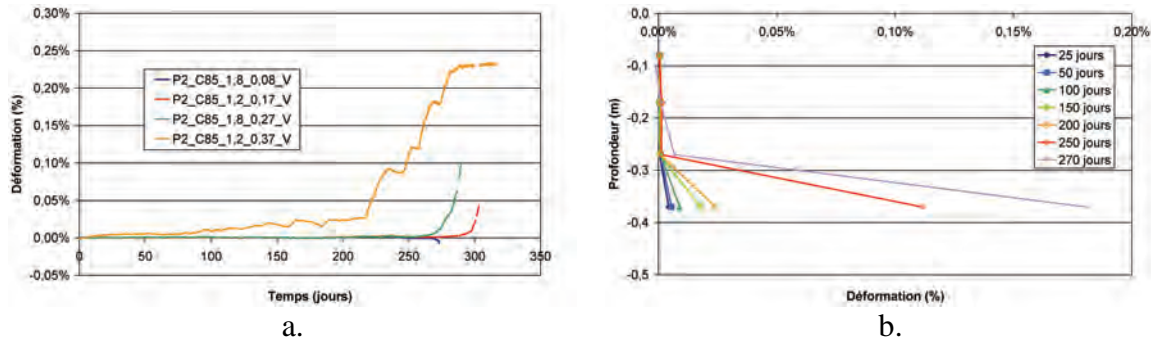 0,30%
0,25%
0,20%
0,15%
0,10%
0,05%
0,00%
-0,05%
Déformation (%)
P2_C85_1,8_0,08_V
P2_C85_1,2_0,17_V
P2_C85_1,8_0,27_V
P2_C85_1,2_0,37_V
0 50 100 150 200 250 300 350
Temps (jours)
a.
0,00% 0,05% 0,10% 0,15% 0,20%
0,0
-0,1
-0,2
-0,3
-0,4
-0,5
Profondeur (m)
25 jours
50 jours
100 jours
150 jours
200 jours
250 jours
270 jours
Déformation (%)
b.